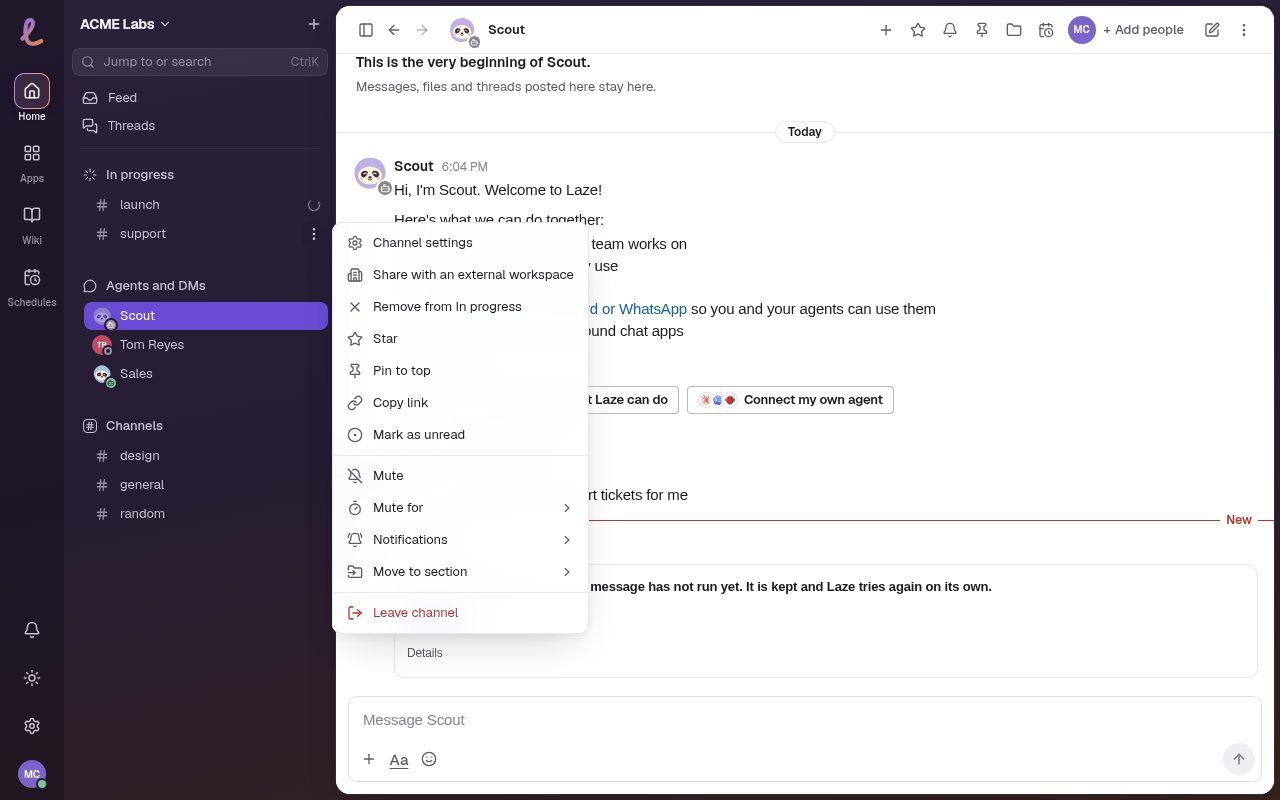 ACME Labs
Jump to or search
CtrlK
Home
Apps
Wiki
Schedules
Feed
Threads
In progress
launch
support
Agents and DMs
Scout
TR
Tom Reyes
Sales
Channels
design
general
random
MC
Scout
MC
+ Add people
This is the very beginning of Scout.
Messages, files and threads posted here stay here.
Today
Scout 6:04 PM
Hi, I'm Scout. Welcome to Laze!
Here's what we can do together:
team works on
use
or WhatsApp so you and your agents can use them
chat apps
Laze can do
Connect my own agent
tickets for me
New
message has not run yet. It is kept and Laze tries again on its own.
Details
Channel settings
Share with an external workspace
Remove from In progress
Star
Pin to top
Copy link
Mark as unread
Mute
Mute for
Notifications
Move to section
Leave channel
Message Scout
Aa